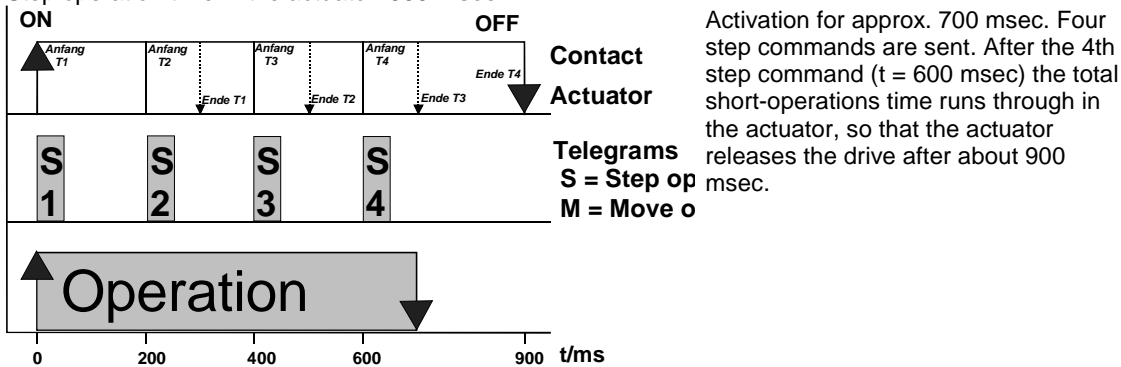 ON
OFF
Anfang T1
Anfang T2
Anfang T3
Anfang T4
Ende T4
Ende T1
Ende T2
Ende T3
Contact
Actuator
S 1
S 2
S 3
S 4
Telegrams
S = Step op
M = Move o
Operation
0 200 400 600 900 t/ms
Activation for approx. 700 msec. Four
step commands are sent. After the 4th
step command (t = 600 msec) the total
short-operations time runs through in
the actuator, so that the actuator
releases the drive after about 900
msec.